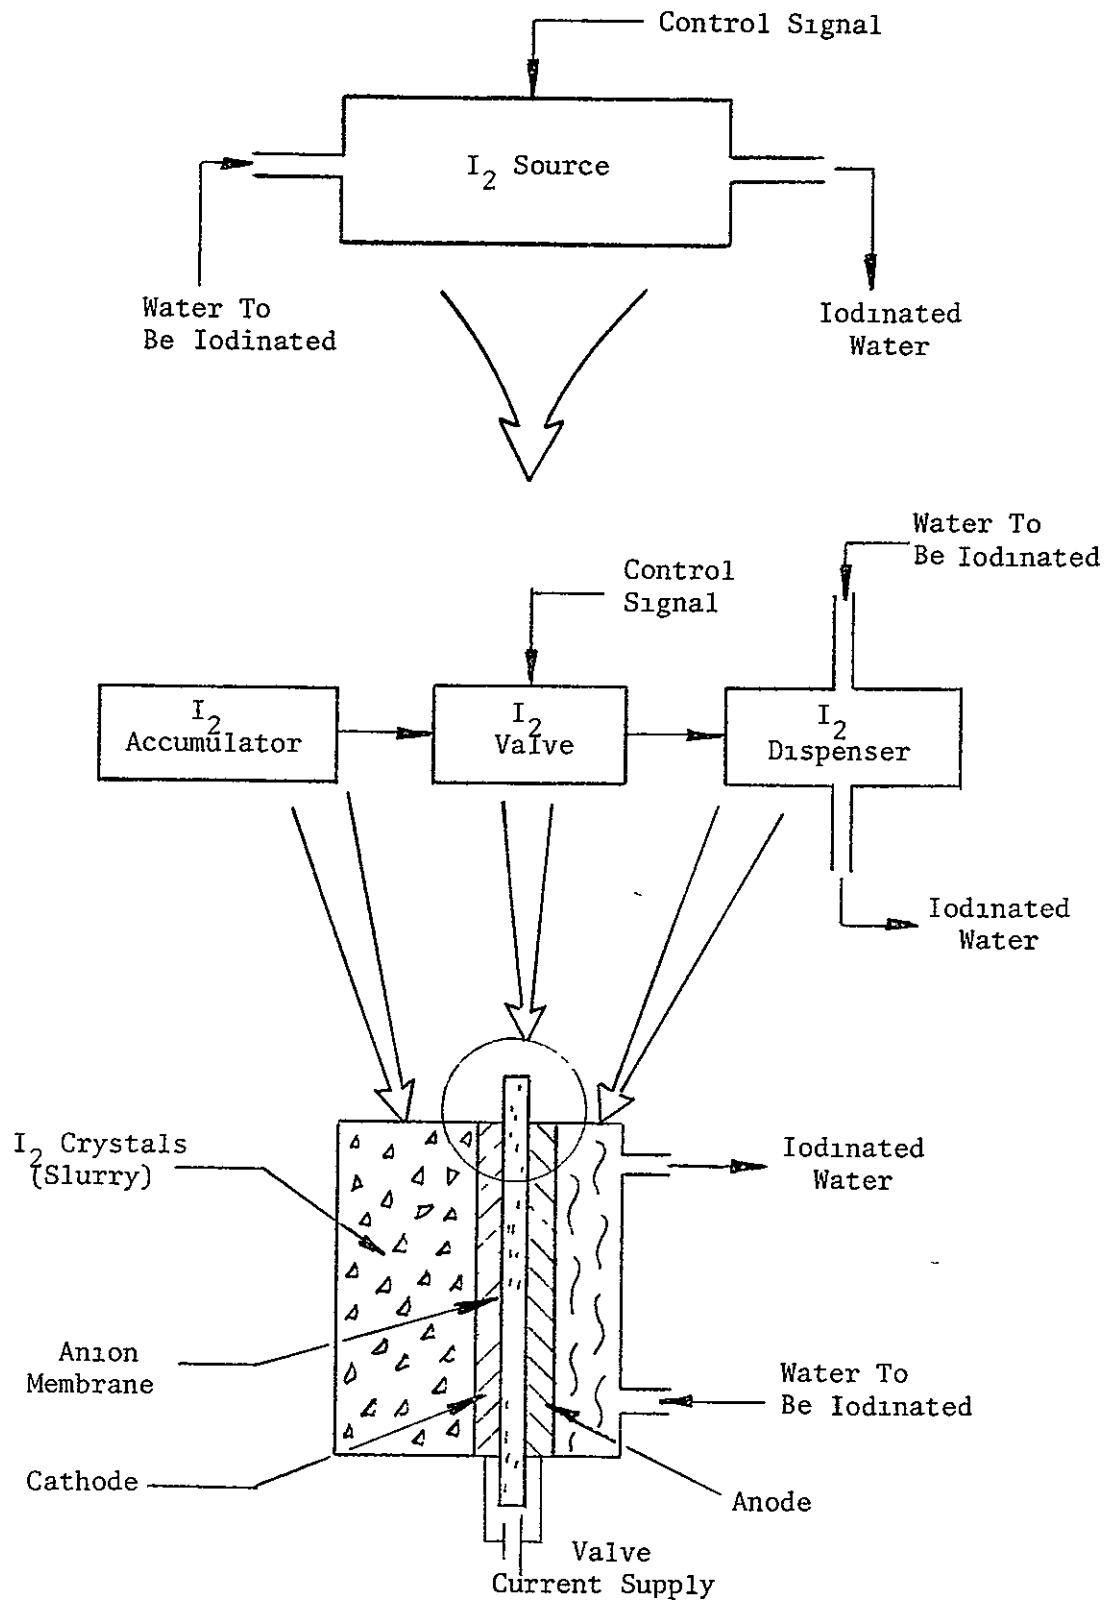 Control Signal
I2 Source
Water To
Be Iodinated
Iodinated
Water
Water To
Be Iodinated
Control
Signal
I2
Accumulator
I2
Valve
I2
Dispenser
Iodinated
Water
I2 Crystals
(Slurry)
Iodinated
Water
Anion
Membrane
Water To
Be Iodinated
Cathode
Anode
Valve
Current Supply